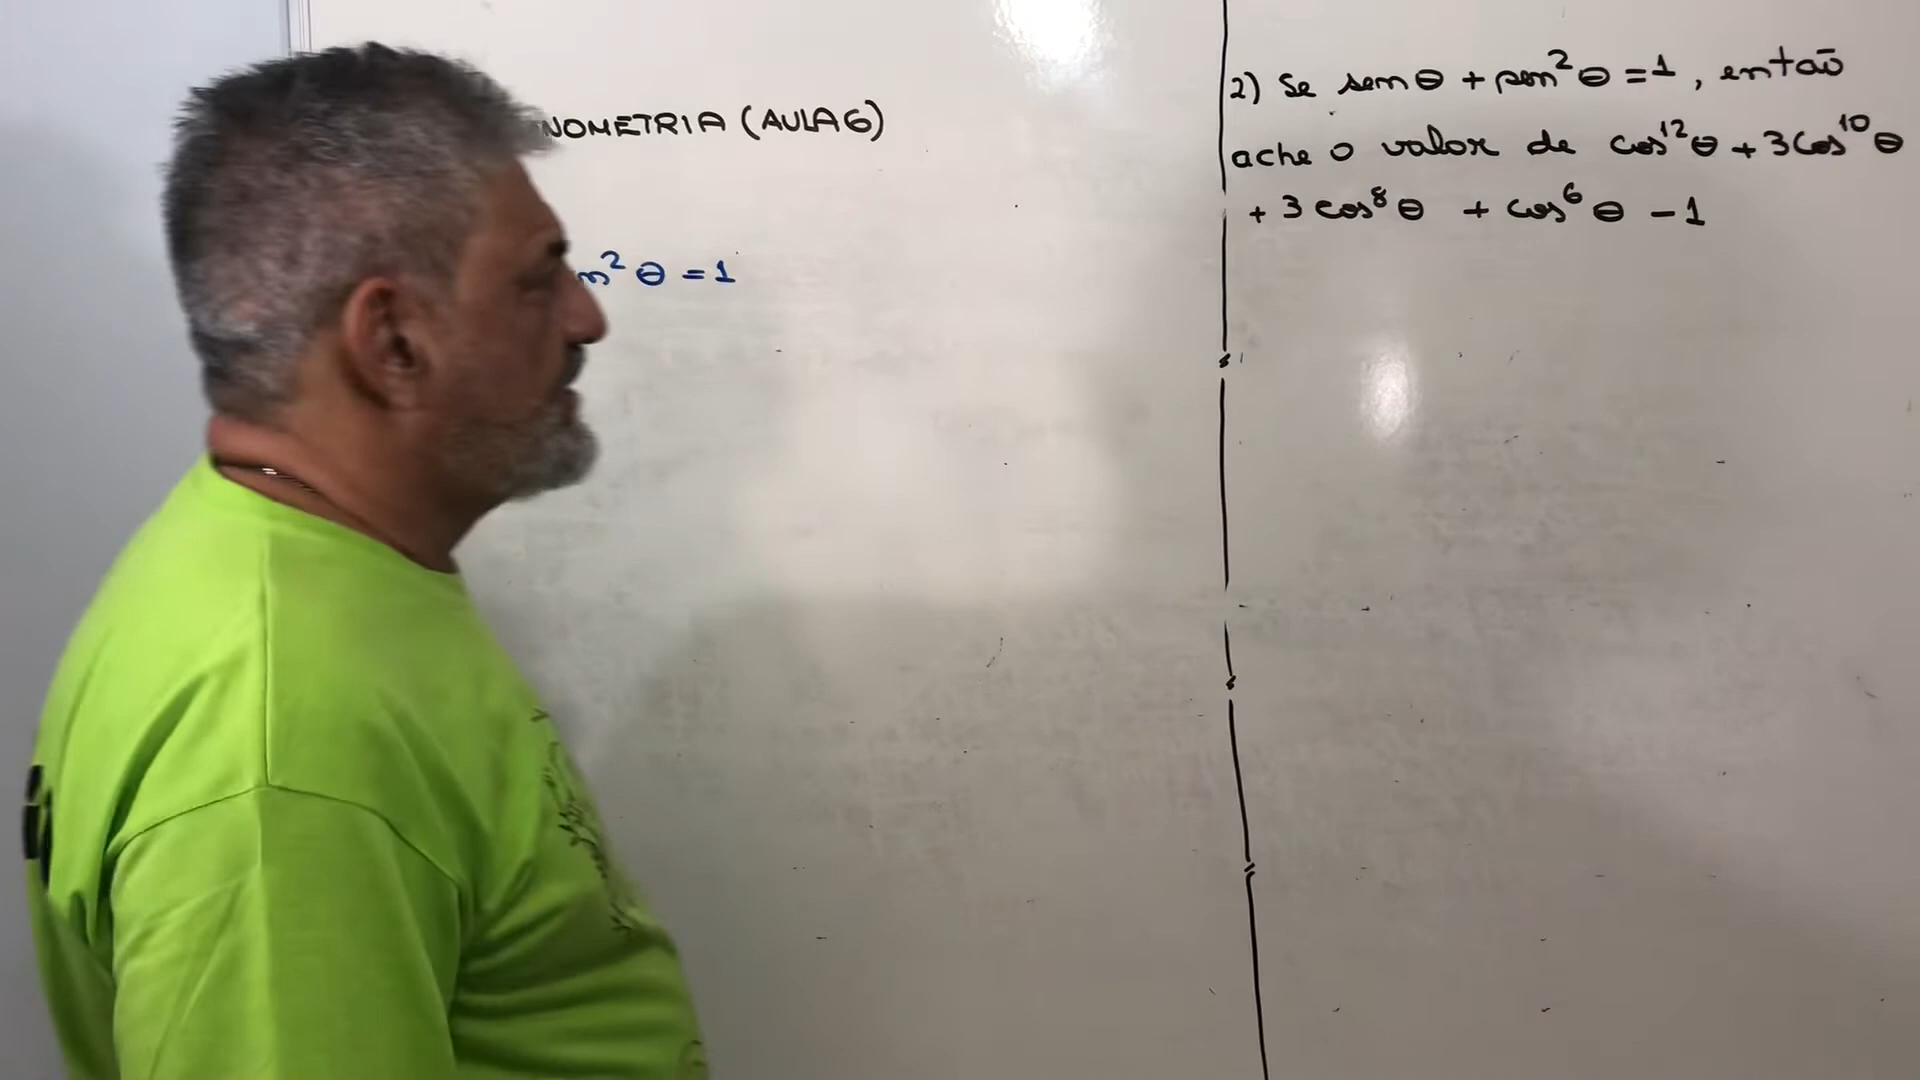 NOMETRIA (AULA 6)
m² θ = 1
2) Se sen θ + sen² θ = 1, então
ache o valor de cos¹² θ + 3 cos¹⁰ θ
+ 3 cos⁸ θ + cos⁶ θ - 1